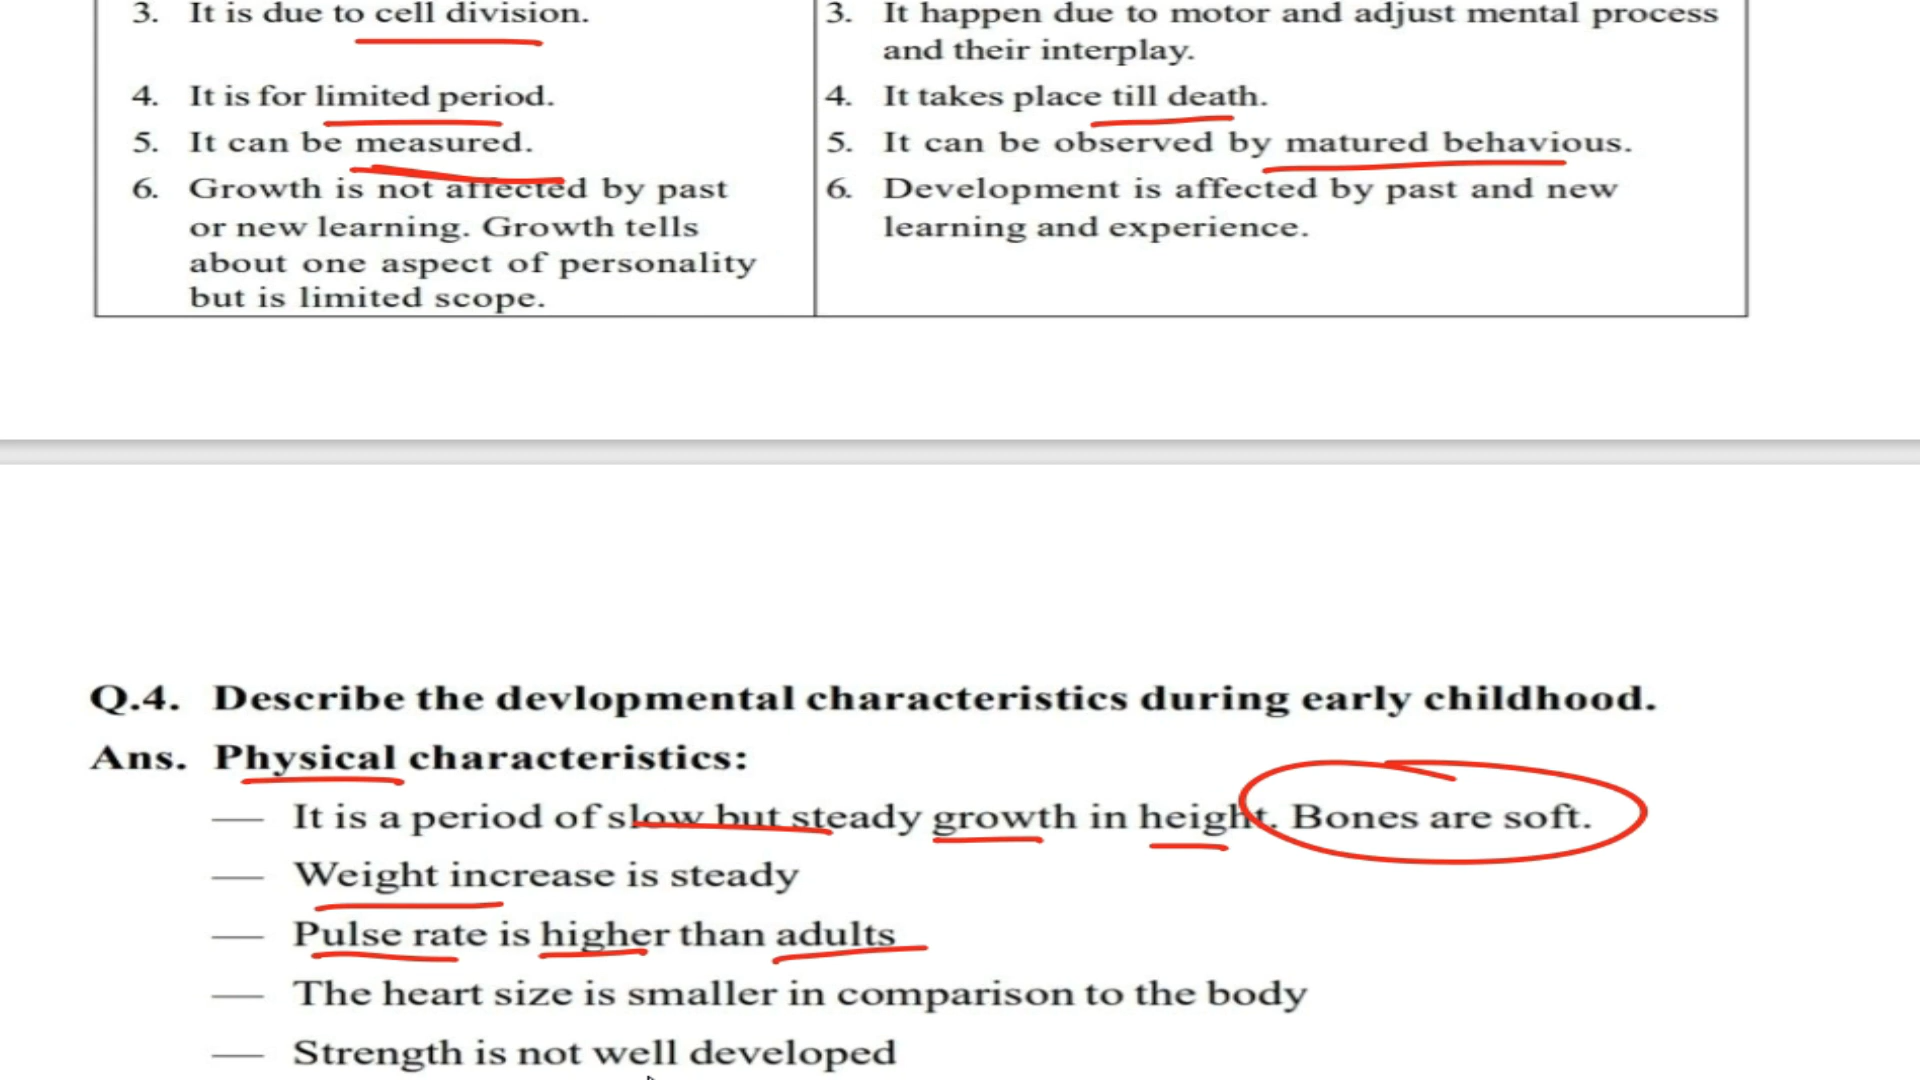 3. It is due to cell division.
4. It is for limited period.
5. It can be measured.
6. Growth is not affected by past
or new learning. Growth tells
about one aspect of personality
but is limited scope.
3. It happen due to motor and adjust mental process
and their interplay.
4. It takes place till death.
5. It can be observed by matured behavious.
6. Development is affected by past and new
learning and experience.
Q.4. Describe the devlopmental characteristics during early childhood.
Ans. Physical characteristics:
— It is a period of slow but steady growth in height. Bones are soft.
— Weight increase is steady
— Pulse rate is higher than adults
— The heart size is smaller in comparison to the body
— Strength is not well developed